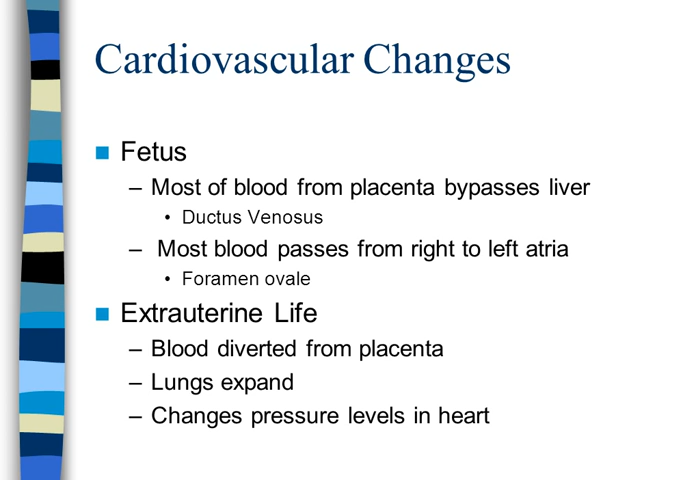 Cardiovascular Changes
■ Fetus
– Most of blood from placenta bypasses liver
• Ductus Venosus
– Most blood passes from right to left atria
• Foramen ovale
■ Extrauterine Life
– Blood diverted from placenta
– Lungs expand
– Changes pressure levels in heart